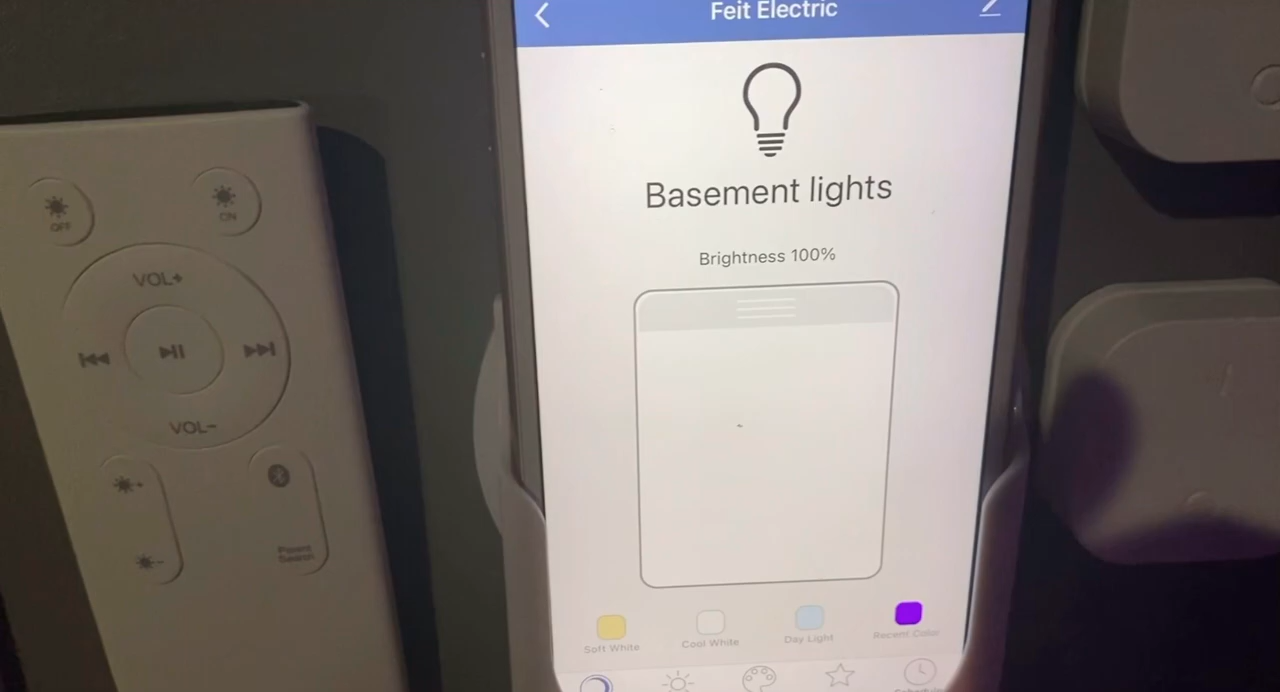 Feit Electric
Basement lights
Brightness 100%
Soft White
Cool White
Day Light
Recent Color
OFF
ON
VOL+
VOL-